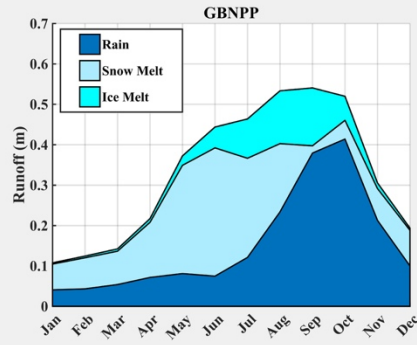 GBNPP
0.7
0.6
0.5
0.4
0.3
0.2
0.1
0
Runoff (m)
Rain
Snow Melt
Ice Melt
Jan Feb Mar Apr May Jun Jul Aug Sep Oct Nov Dec